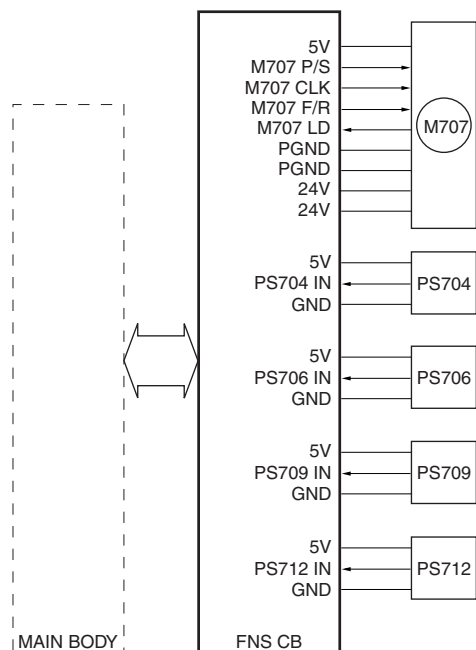 5V
M707 P/S
M707 CLK
M707 F/R
M707 LD
PGND
PGND
24V
24V
M707
5V
PS704 IN
GND
PS704
5V
PS706 IN
GND
PS706
5V
PS709 IN
GND
PS709
5V
PS712 IN
GND
PS712
MAIN BODY
FNS CB